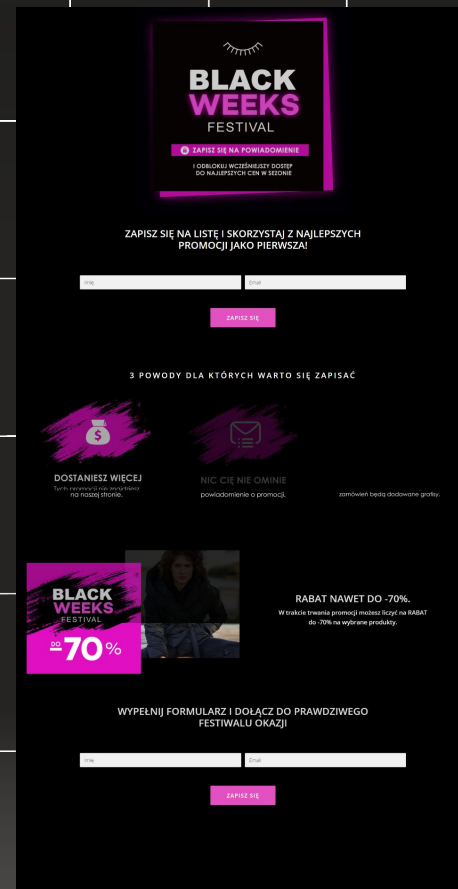 BLACK
WEEKS
FESTIVAL
ZAPISZ SIĘ NA POWIADOMIENIE
I ODBLOKUJ WCZEŚNIEJSZY DOSTĘP
DO NAJLEPSZYCH CEN W SEZONIE
ZAPISZ SIĘ NA LISTĘ I SKORZYSTAJ Z NAJLEPSZYCH
PROMOCJI JAKO PIERWSZA!
Imię Email
ZAPISZ SIĘ
3 POWODY DLA KTÓRYCH WARTO SIĘ ZAPISAĆ
DOSTANIESZ WIĘCEJ
Tych promocji nie znajdziesz
na naszej stronie.
NIC CIĘ NIE OMINIE
powiadomienie o promocji.
zamówień będą dodawane gratisy.
BLACK
WEEKS
FESTIVAL
DO -70%
RABAT NAWET DO -70%.
W trakcie trwania promocji możesz liczyć na RABAT
do -70% na wybrane produkty.
WYPEŁNIJ FORMULARZ I DOŁĄCZ DO PRAWDZIWEGO
FESTIWALU OKAZJI
Imię Email
ZAPISZ SIĘ